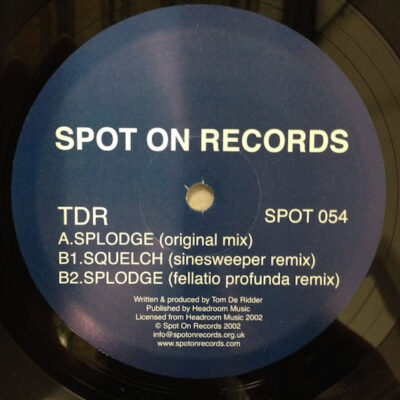 SPOT ON RECORDS
TDR SPOT 054
A.SPLODGE (original mix)
B1.SQUELCH (sinesweeper remix)
B2.SPLODGE (fellatio profunda remix)
Written & produced by Tom De Ridder
Published by Headroom Music
Licensed from Headroom Music 2002
© Spot On Records 2002
info@spotonrecords.org.uk
www.spotonrecords.com